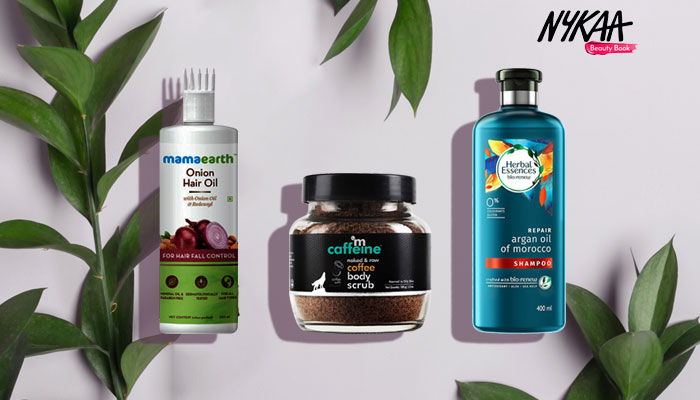 NYKAA
Beauty Book
mamaearth
Onion
Hair Oil
with Onion Oil
& Redensyl
FOR HAIR FALL CONTROL
m
caffeine
naked & raw
coffee
body
scrub
Herbal
Essences
bio:renew
0%
REPAIR
argan oil
of morocco
SHAMPOO
400 ml